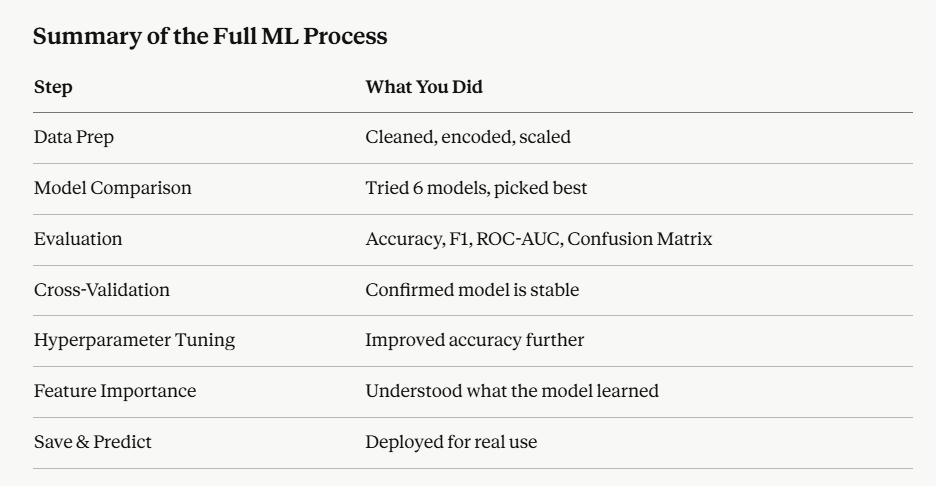 Summary of the Full ML Process
Step What You Did
Data Prep Cleaned, encoded, scaled
Model Comparison Tried 6 models, picked best
Evaluation Accuracy, F1, ROC-AUC, Confusion Matrix
Cross-Validation Confirmed model is stable
Hyperparameter Tuning Improved accuracy further
Feature Importance Understood what the model learned
Save & Predict Deployed for real use